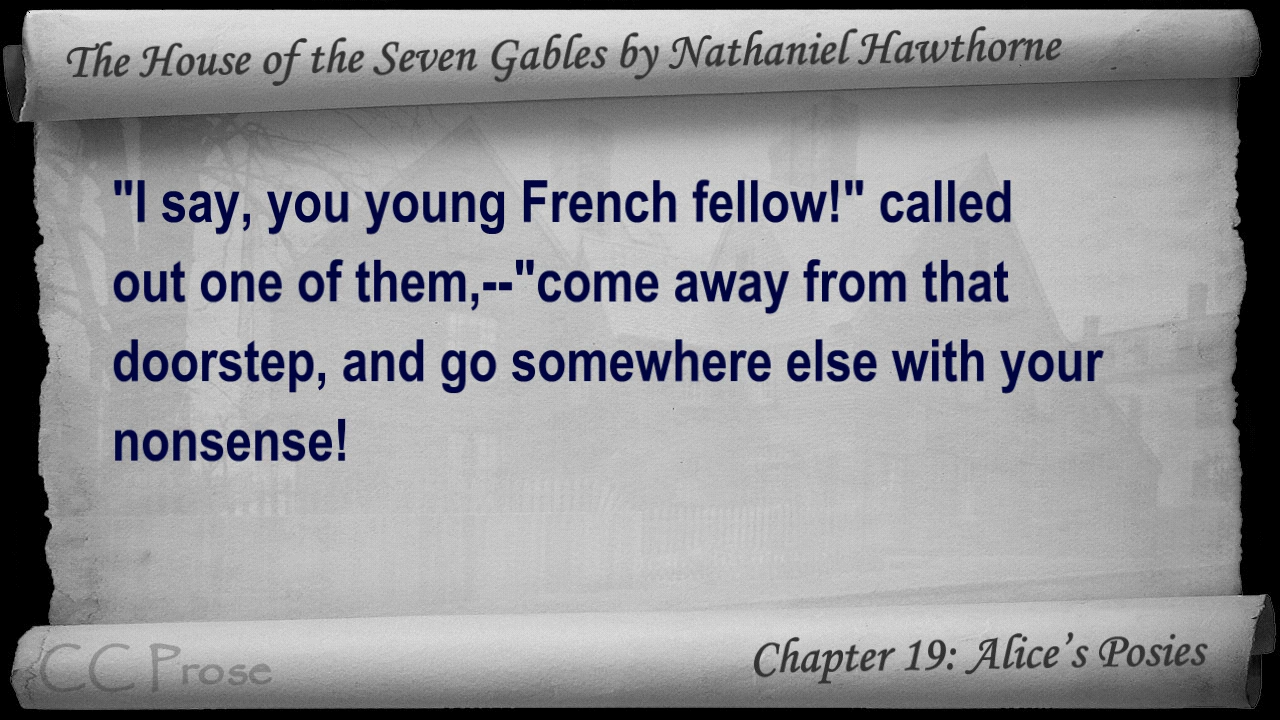 The House of the Seven Gables by Nathaniel Hawthorne
"I say, you young French fellow!" called
out one of them,--"come away from that
doorstep, and go somewhere else with your
nonsense!
CC Prose
Chapter 19: Alice's Posies